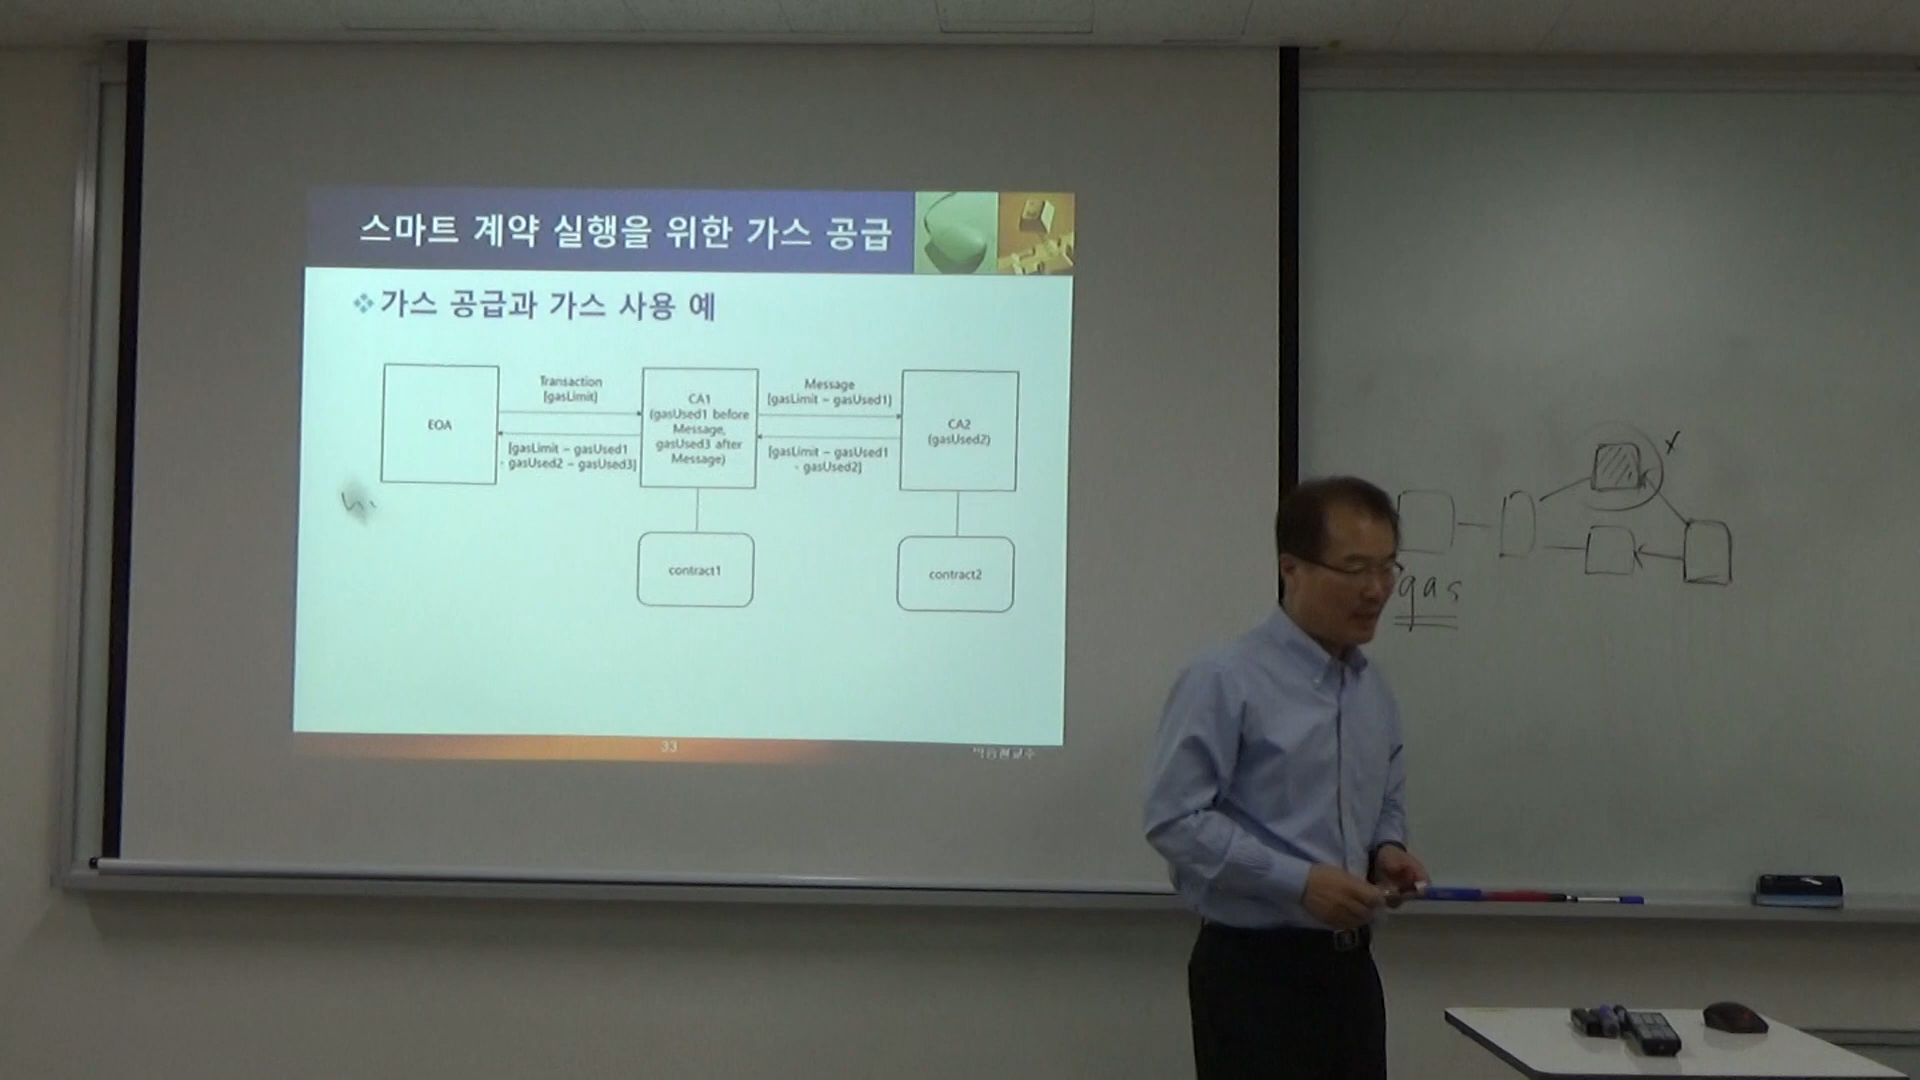 스마트 계약 실행을 위한 가스 공급
가스 공급과 가스 사용 예
EOA
Transaction
[gasLimit]
[gasLimit – gasUsed1
- gasUsed2 – gasUsed3]
CA1
(gasUsed1 before
Message,
gasUsed3 after
Message)
Message
[gasLimit – gasUsed1]
[gasLimit – gasUsed1
- gasUsed2]
CA2
(gasUsed2)
contract1
contract2
33
x
gas